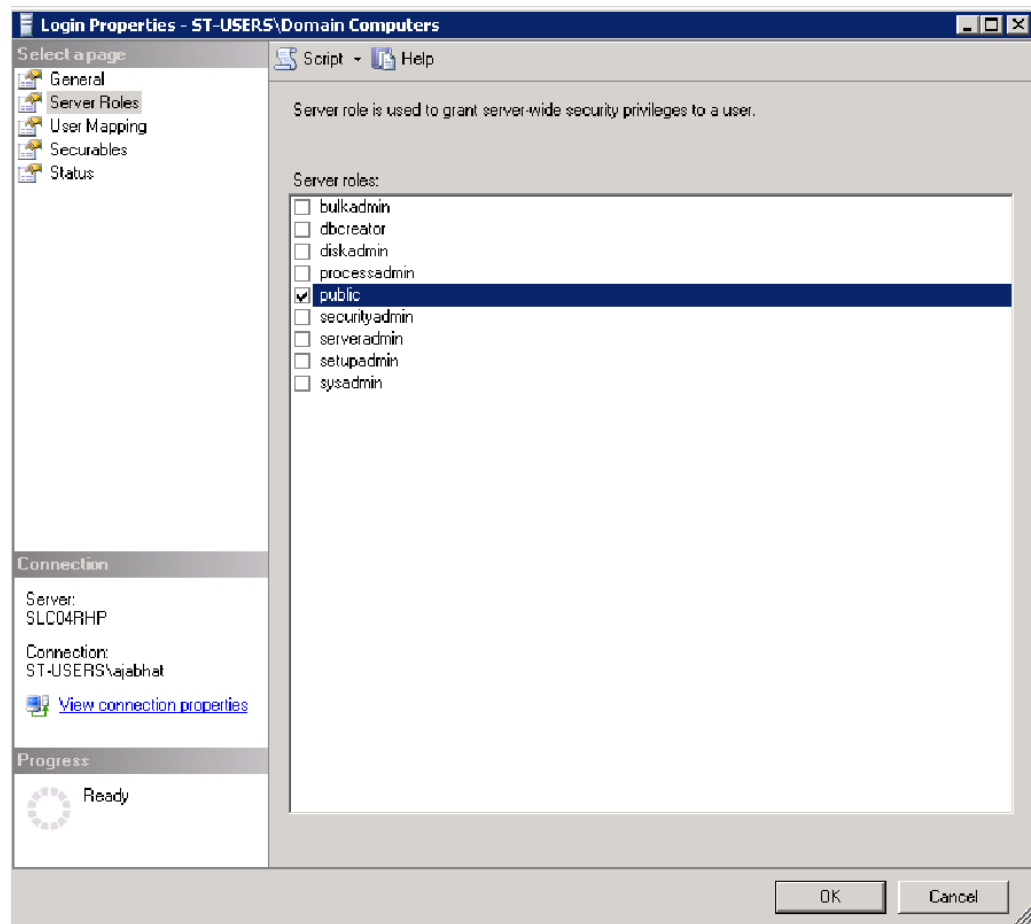 Login Properties - ST-USERS\Domain Computers
Select a page
General
Server Roles
User Mapping
Securables
Status
Script
Help
Server role is used to grant server-wide security privileges to a user.
Server roles:
bulkadmin
dbcreator
diskadmin
processadmin
public
securityadmin
serveradmin
setupadmin
sysadmin
Connection
Server:
SLC04RHP
Connection:
ST-USERS\ajabhat
View connection properties
Progress
Ready
OK
Cancel